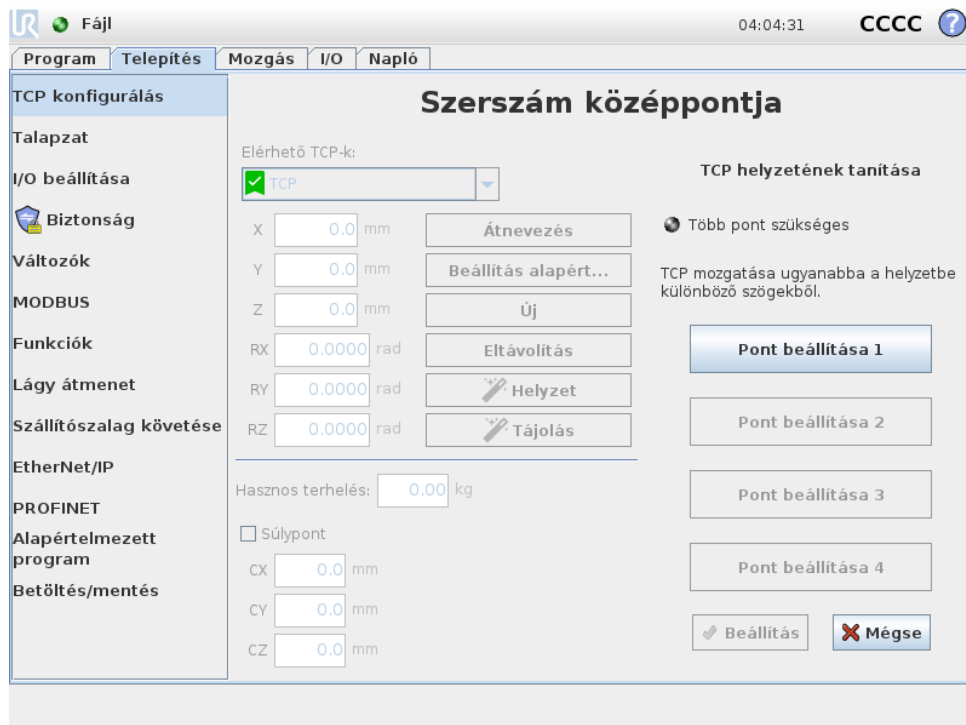 UR Fájl 04:04:31 CCCC ?
Program Telepítés Mozgás I/O Napló
TCP konfigurálás
Talapzat
I/O beállítása
Biztonság
Változók
MODBUS
Funkciók
Lágy átmenet
Szállítószalag követése
EtherNet/IP
PROFINET
Alapértelmezett
program
Betöltés/mentés
Szerszám középpontja
Elérhető TCP-k:
TCP
X 0.0 mm Átnevezés
Y 0.0 mm Beállítás alapért...
Z 0.0 mm Új
RX 0.0000 rad Eltávolítás
RY 0.0000 rad Helyzet
RZ 0.0000 rad Tájolás
Hasznos terhelés: 0.00 kg
Súlypont
CX 0.0 mm
CY 0.0 mm
CZ 0.0 mm
TCP helyzetének tanítása
Több pont szükséges
TCP mozgatása ugyanabba a helyzetbe
különböző szögekből.
Pont beállítása 1
Pont beállítása 2
Pont beállítása 3
Pont beállítása 4
Beállítás Mégse